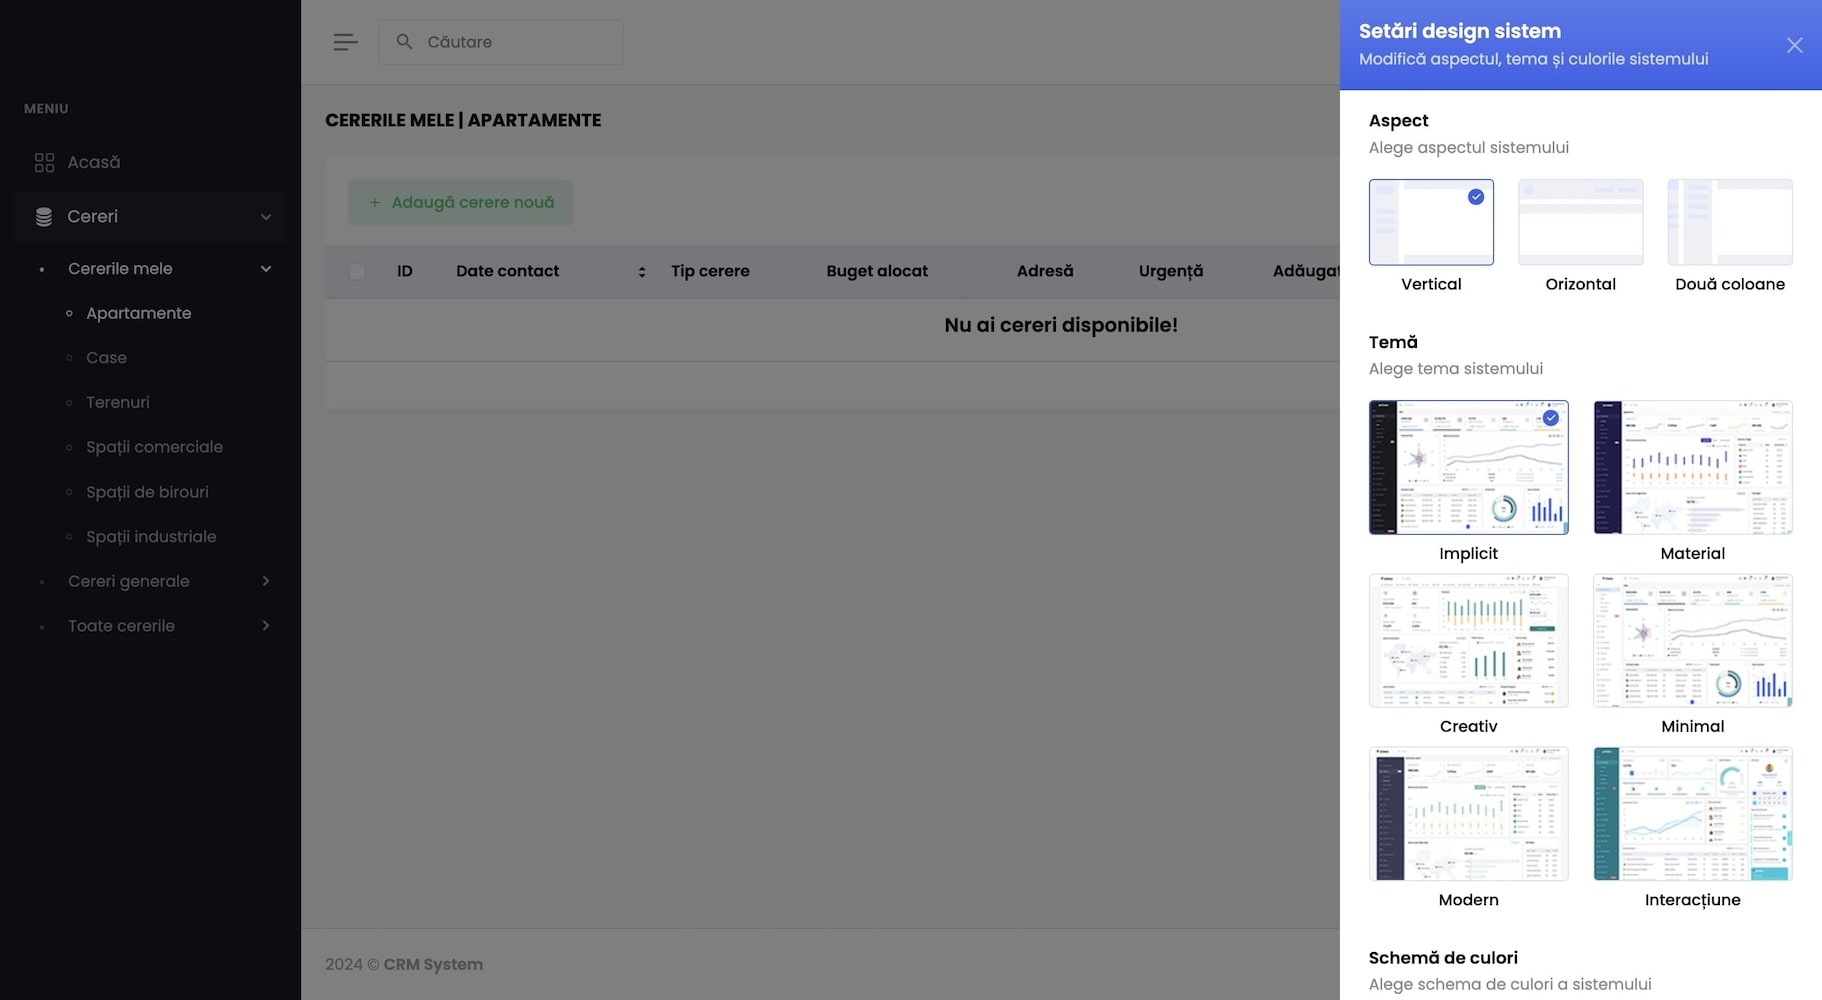 MENIU
Acasă
Cereri
Cererile mele
Apartamente
Case
Terenuri
Spații comerciale
Spații de birouri
Spații industriale
Cereri generale
Toate cererile
Căutare
CERERILE MELE | APARTAMENTE
+ Adaugă cerere nouă
ID Date contact Tip cerere Buget alocat Adresă Urgență Adăugat
Nu ai cereri disponibile!
2024 © CRM System
Setări design sistem
Modifică aspectul, tema și culorile sistemului
Aspect
Alege aspectul sistemului
Vertical Orizontal Două coloane
Temă
Alege tema sistemului
Implicit Material
Creativ Minimal
Modern Interacțiune
Schemă de culori
Alege schema de culori a sistemului